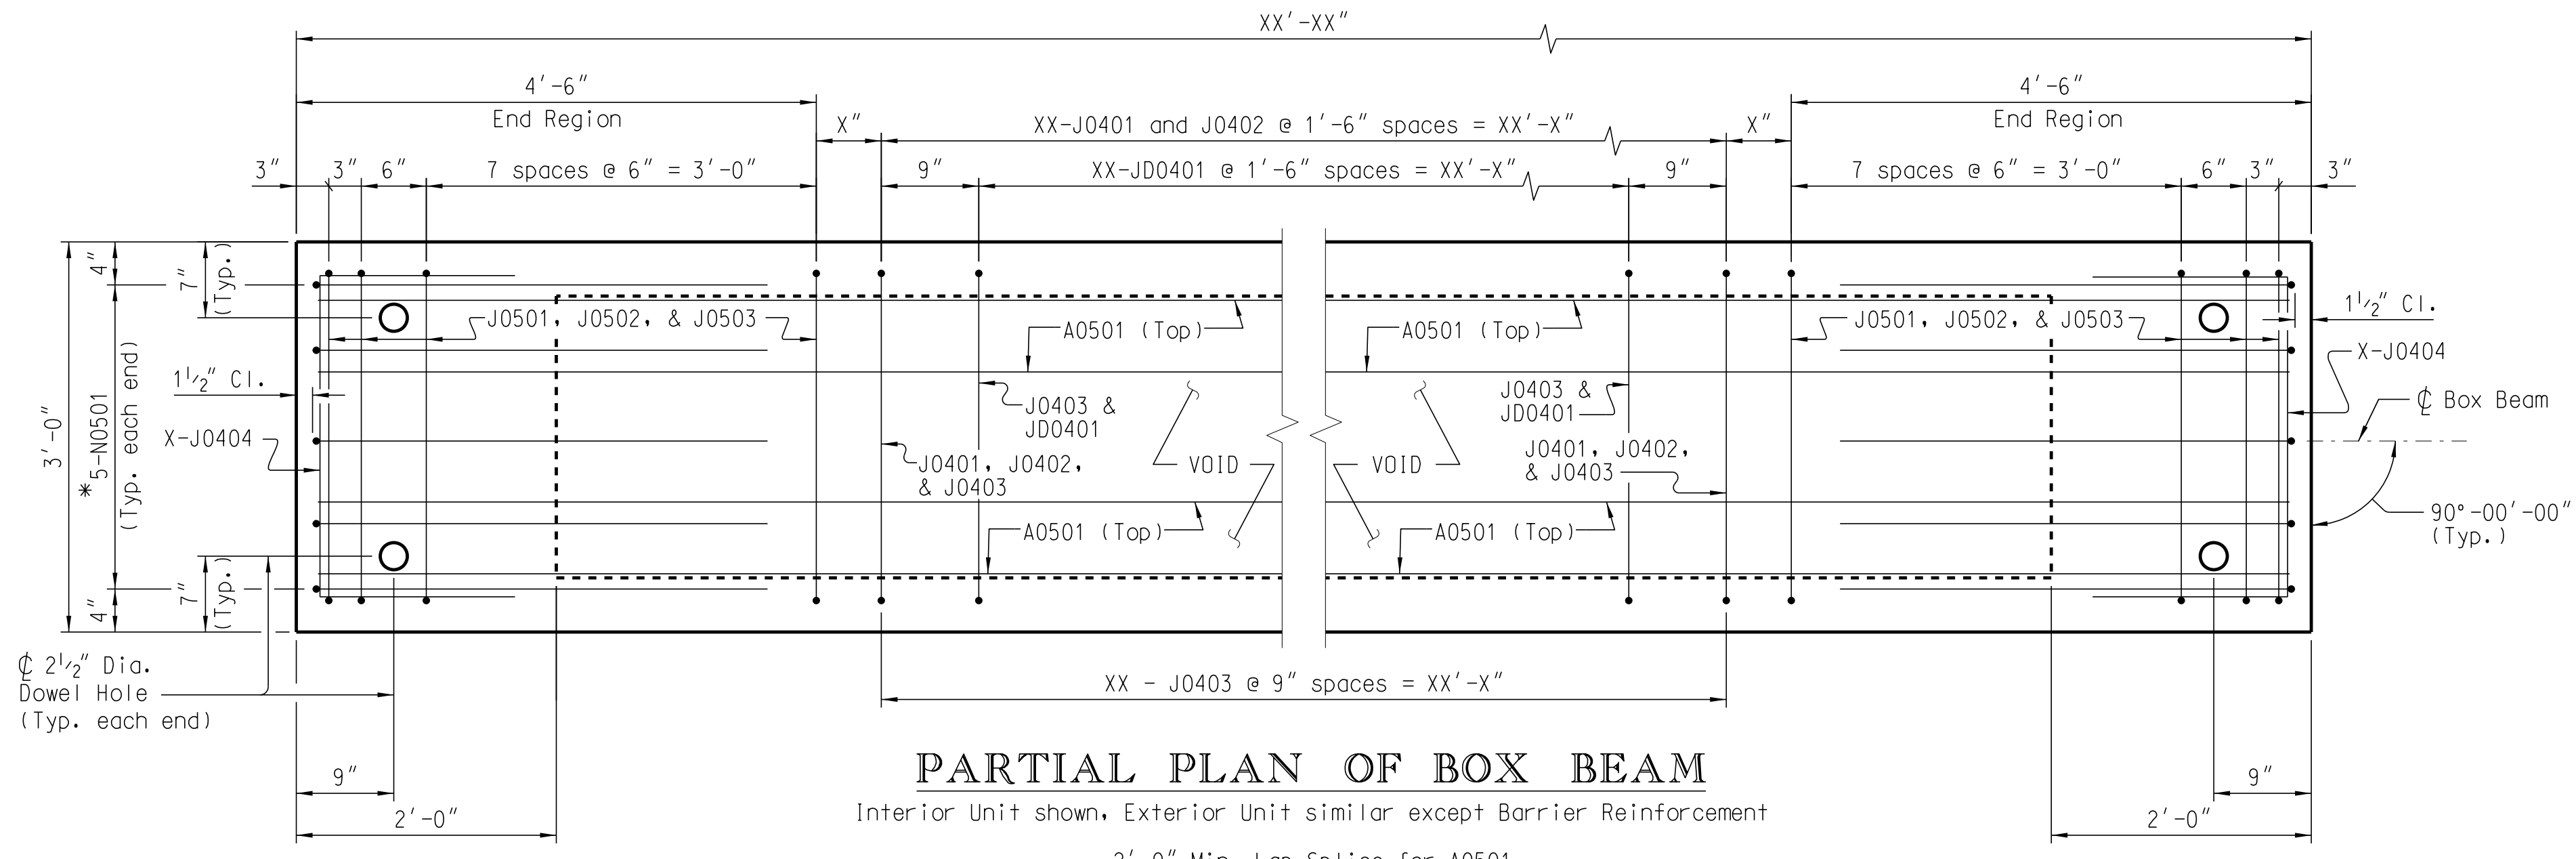 XX'-XX"
4'-6"
End Region
4'-6"
End Region
X"
XX-J0401 and J0402 @ 1'-6" spaces = XX'-X"
X"
3"
3"
6"
7 spaces @ 6" = 3'-0"
9"
XX-JD0401 @ 1'-6" spaces = XX'-X"
9"
7 spaces @ 6" = 3'-0"
6"
3"
3"
4"
7"
(Typ.)
3'-0"
*5-N0501
(Typ. each end)
4"
7"
(Typ.)
J0501, J0502, & J0503
A0501 (Top)
A0501 (Top)
J0501, J0502, & J0503
1½" Cl.
1½" Cl.
X-J0404
X-J0404
J0403 &
JD0401
J0403 &
JD0401
℄ Box Beam
J0401, J0402,
& J0403
VOID
VOID
J0401, J0402,
& J0403
A0501 (Top)
A0501 (Top)
90°-00'-00"
(Typ.)
℄ 2½" Dia.
Dowel Hole
(Typ. each end)
XX - J0403 @ 9" spaces = XX'-X"
9"
2'-0"
9"
2'-0"
PARTIAL PLAN OF BOX BEAM
Interior Unit shown, Exterior Unit similar except Barrier Reinforcement